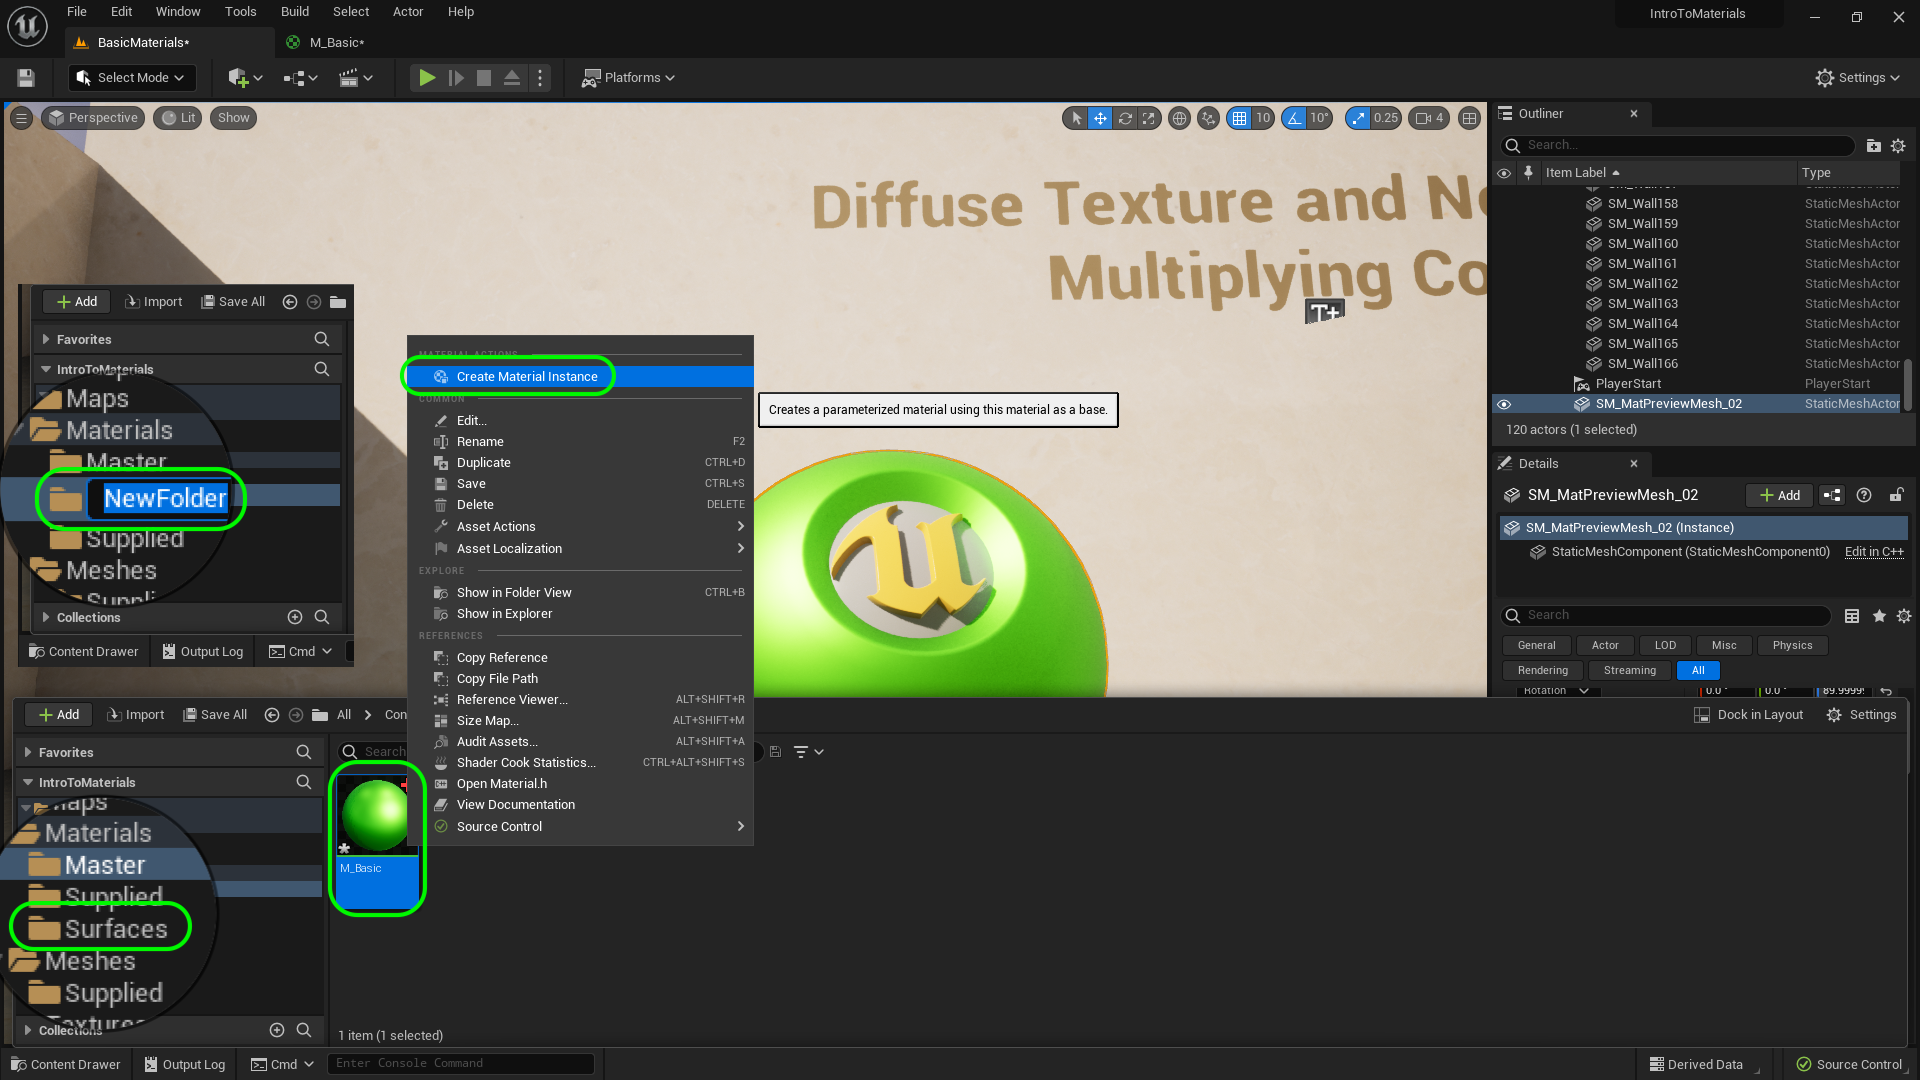 File Edit Window Tools Build Select Actor Help
IntroToMaterials
BasicMaterials*
M_Basic*
Select Mode
Platforms
Settings
Perspective
Lit
Show
10
10°
0.25
4
Diffuse Texture and
Multiplying Co
T+
Outliner
Search...
Item Label
Type
SM_Wall158 StaticMeshActor
SM_Wall159 StaticMeshActor
SM_Wall160 StaticMeshActor
SM_Wall161 StaticMeshActor
SM_Wall162 StaticMeshActor
SM_Wall163 StaticMeshActor
SM_Wall164 StaticMeshActor
SM_Wall165 StaticMeshActor
SM_Wall166 StaticMeshActor
PlayerStart PlayerStart
SM_MatPreviewMesh_02 StaticMeshActor
120 actors (1 selected)
Details
SM_MatPreviewMesh_02
Add
SM_MatPreviewMesh_02 (Instance)
StaticMeshComponent (StaticMeshComponent0) Edit in C++
Search
General Actor LOD Misc Physics
Rendering Streaming All
Rotation 0.0° 0.0° 89.9999
Add Import Save All
Favorites
IntroToMaterials
Maps
Materials
Master
NewFolder
Supplied
Meshes
Collections
Content Drawer Output Log Cmd
MATERIAL ACTIONS
Create Material Instance
Creates a parameterized material using this material as a base.
COMMON
Edit...
Rename F2
Duplicate CTRL+D
Save CTRL+S
Delete DELETE
Asset Actions
Asset Localization
EXPLORE
Show in Folder View CTRL+B
Show in Explorer
REFERENCES
Copy Reference
Copy File Path
Reference Viewer... ALT+SHIFT+R
Size Map... ALT+SHIFT+M
Audit Assets... ALT+SHIFT+A
Shader Cook Statistics... CTRL+ALT+SHIFT+S
Open Material.h
View Documentation
Source Control
Add Import Save All All Con
Dock in Layout
Settings
Favorites
IntroToMaterials
Maps
Materials
Master
Supplied
Surfaces
Meshes
Supplied
Textures
Collections
Search
M_Basic
1 item (1 selected)
Content Drawer Output Log Cmd Enter Console Command
Derived Data
Source Control